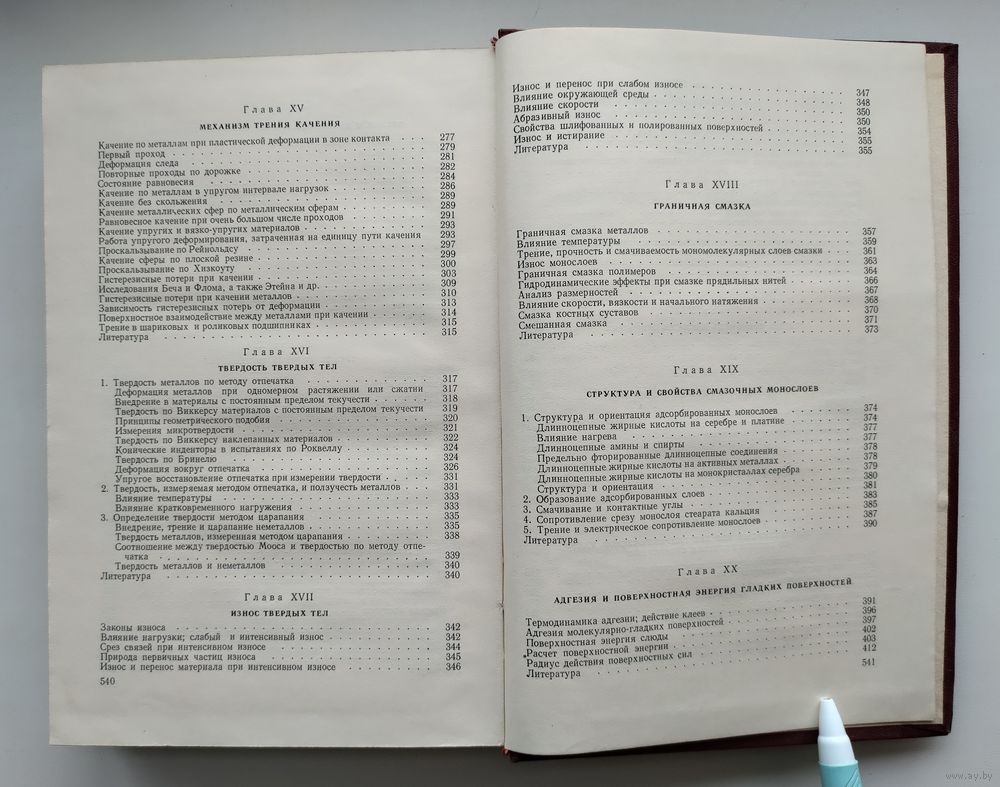 Глава XV
МЕХАНИЗМ ТРЕНИЯ КАЧЕНИЯ
Качение по металлам при пластической деформации в зоне контакта 277
Первый проход 279
Деформация следа 281
Повторные проходы по дорожке 282
Состояние равновесия 284
Качение по металлам в упругом интервале нагрузок 286
Качение без скольжения 289
Качение металлических сфер по металлическим сферам 289
Равновесное качение при очень большом числе проходов 291
Качение упругих и вязко-упругих материалов 293
Работа упругого деформирования, затраченная на единицу пути качения 293
Проскальзывание по Рейнольдсу 297
Качение сферы по плоской резине 299
Проскальзывание по Хизкоуту 300
Гистерезисные потери при качении 303
Исследования Беча и Флома, а также Этейна и др. 309
Гистерезисные потери при качении металлов 310
Зависимость гистерезисных потерь от деформации 313
Поверхностное взаимодействие между металлами при качении 314
Трение в шариковых и роликовых подшипниках 315
Литература 315
Глава XVI
ТВЕРДОСТЬ ТВЕРДЫХ ТЕЛ
1. Твердость металлов по методу отпечатка 317
Деформация металлов при одномерном растяжении или сжатии 317
Внедрение в материалы с постоянным пределом текучести 318
Твердость по Виккерсу материалов с постоянным пределом текучести 319
Принципы геометрического подобия 320
Измерения микротвердости 321
Твердость по Виккерсу наклепанных материалов 322
Конические инденторы в испытаниях по Роквеллу 324
Твердость по Бринелю 324
Деформация вокруг отпечатка 326
Упругое восстановление отпечатка при измерении твердости 331
2. Твердость, измеряемая методом отпечатка, и ползучесть металлов 331
Влияние температуры 333
Влияние кратковременного нагружения 333
3. Определение твердости методом царапания 335
Внедрение, трение и царапание неметаллов 335
Твердость металлов, измеренная методом царапания 338
Соотношение между твердостью Мооса и твердостью по методу отпе-
чатка 339
Твердость металлов и неметаллов 340
Литература 340
Глава XVII
ИЗНОС ТВЕРДЫХ ТЕЛ
Законы износа 342
Влияние нагрузки; слабый и интенсивный износ 342
Срез связей при интенсивном износе 344
Природа первичных частиц износа 345
Износ и перенос материала при интенсивном износе 346
540
Износ и перенос при слабом износе 347
Влияние окружающей среды 348
Влияние скорости 350
Абразивный износ 350
Свойства шлифованных и полированных поверхностей 354
Износ и истирание 355
Литература 355
Глава XVIII
ГРАНИЧНАЯ СМАЗКА
Граничная смазка металлов 357
Влияние температуры 359
Трение, прочность и смачиваемость мономолекулярных слоев смазки 361
Износ монослоев 363
Граничная смазка полимеров 364
Гидродинамические эффекты при смазке прядильных нитей 366
Анализ размерностей 367
Влияние скорости, вязкости и начального натяжения 368
Смазка костных суставов 370
Смешанная смазка 371
Литература 373
Глава XIX
СТРУКТУРА И СВОЙСТВА СМАЗОЧНЫХ МОНОСЛОЕВ
1. Структура и ориентация адсорбированных монослоев 374
Длинноцепные жирные кислоты на серебре и платине 374
Влияние нагрева 377
Длинноцепные амины и спирты 377
Предельно фторированные длинноцепные соединения 378
Длинноцепные жирные кислоты на активных металлах 378
Длинноцепные жирные кислоты на монокристаллах серебра 379
Структура и ориентация 380
2. Образование адсорбированных слоев 381
3. Смачивание и контактные углы 383
4. Сопротивление срезу монослоя стеарата кальция 385
5. Трение и электрическое сопротивление монослоев 387
Литература 390
Глава XX
АДГЕЗИЯ И ПОВЕРХНОСТНАЯ ЭНЕРГИЯ ГЛАДКИХ ПОВЕРХНОСТЕЙ
Термодинамика адгезии; действие клеев 391
Адгезия молекулярно-гладких поверхностей 396
Поверхностная энергия слюды 397
Расчет поверхностной энергии 402
Радиус действия поверхностных сил 403
Литература 412
541
www.ay.by